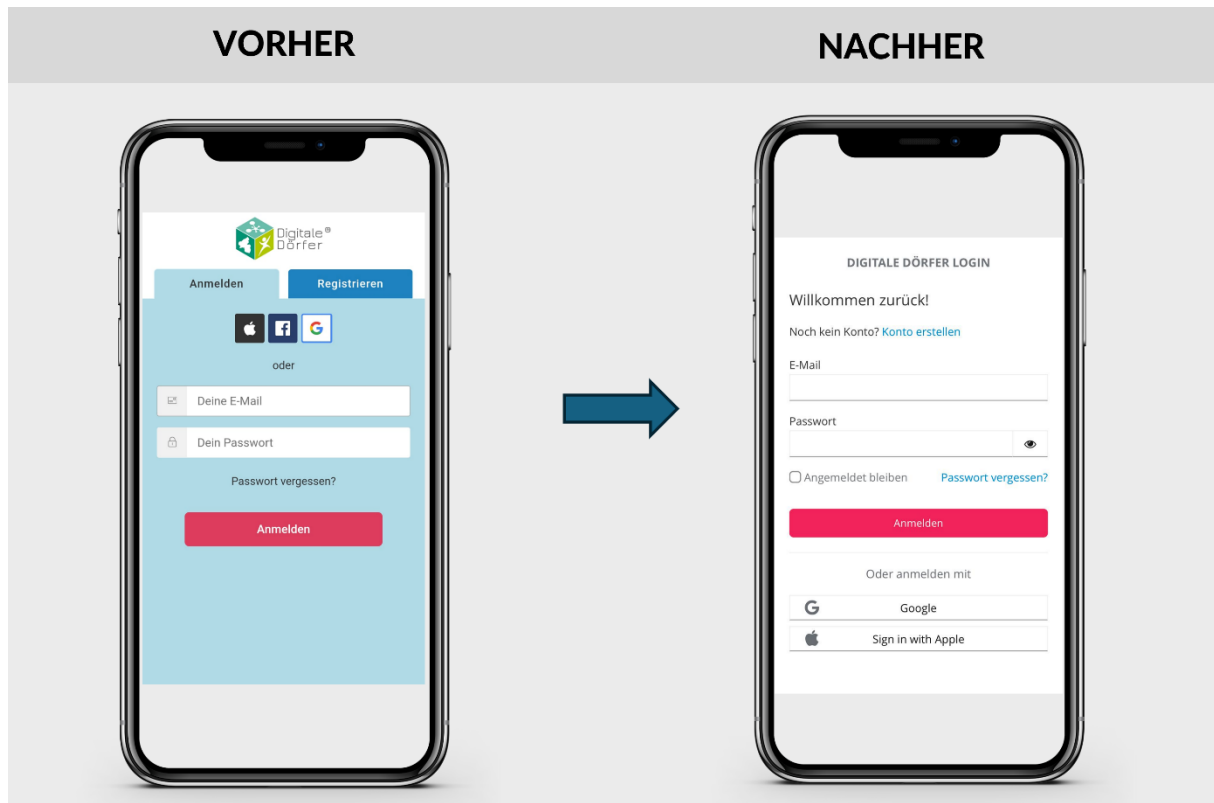 VORHER
NACHHER
Digitale®
Dörfer
Anmelden
Registrieren
oder
Deine E-Mail
Dein Passwort
Passwort vergessen?
Anmelden
DIGITALE DÖRFER LOGIN
Willkommen zurück!
Noch kein Konto? Konto erstellen
E-Mail
Passwort
Angemeldet bleiben Passwort vergessen?
Anmelden
Oder anmelden mit
Google
Sign in with Apple